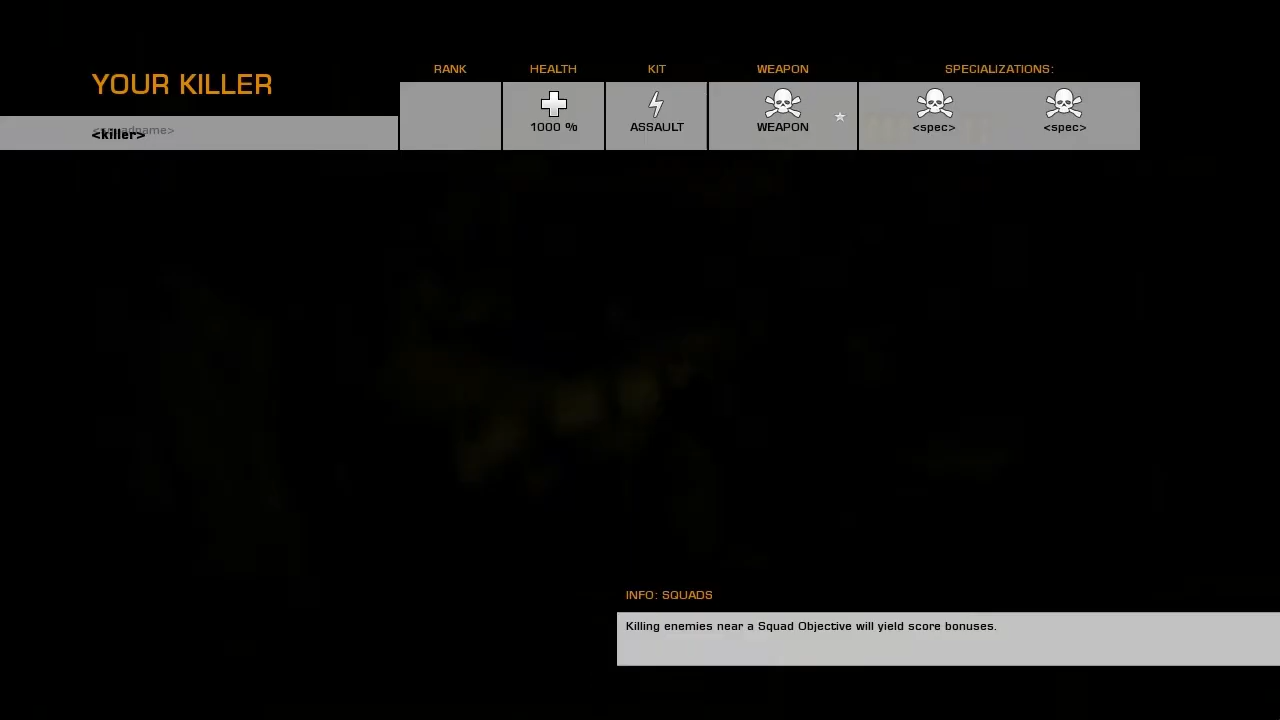 YOUR KILLER
RANK
HEALTH
KIT
WEAPON
SPECIALIZATIONS:
<killer>
1000 %
ASSAULT
WEAPON
<spec>
<spec>
INFO: SQUADS
Killing enemies near a Squad Objective will yield score bonuses.